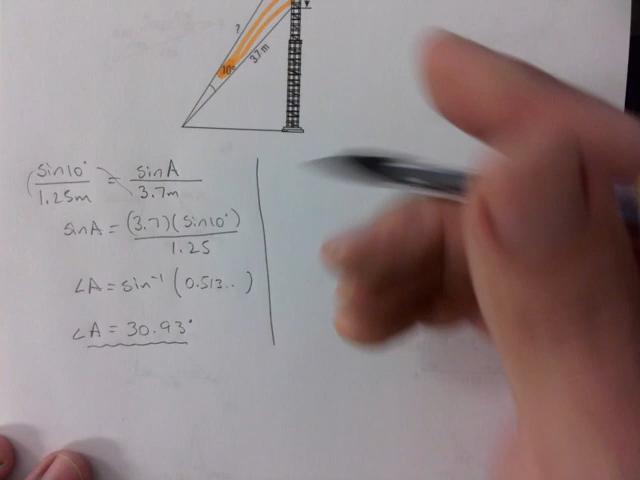 ?
10°
3.7m
sin10° = sinA
1.25m 3.7m
sinA = (3.7)(sin10°)
1.25
∠A = sin⁻¹ (0.513..)
∠A = 30.93°